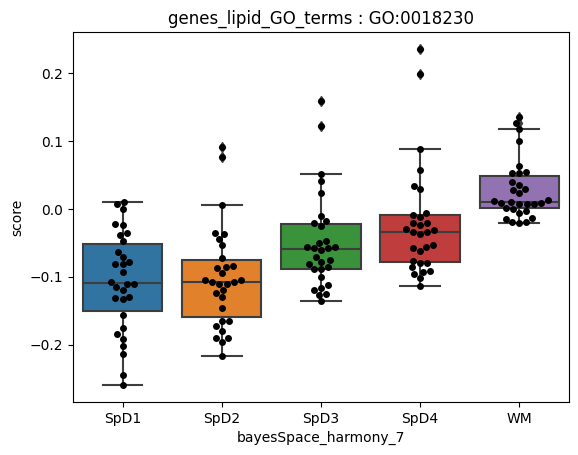 genes_lipid_GO_terms : GO:0018230
score
0.2
0.1
0.0
−0.1
−0.2
SpD1 SpD2 SpD3 SpD4 WM
bayesSpace_harmony_7